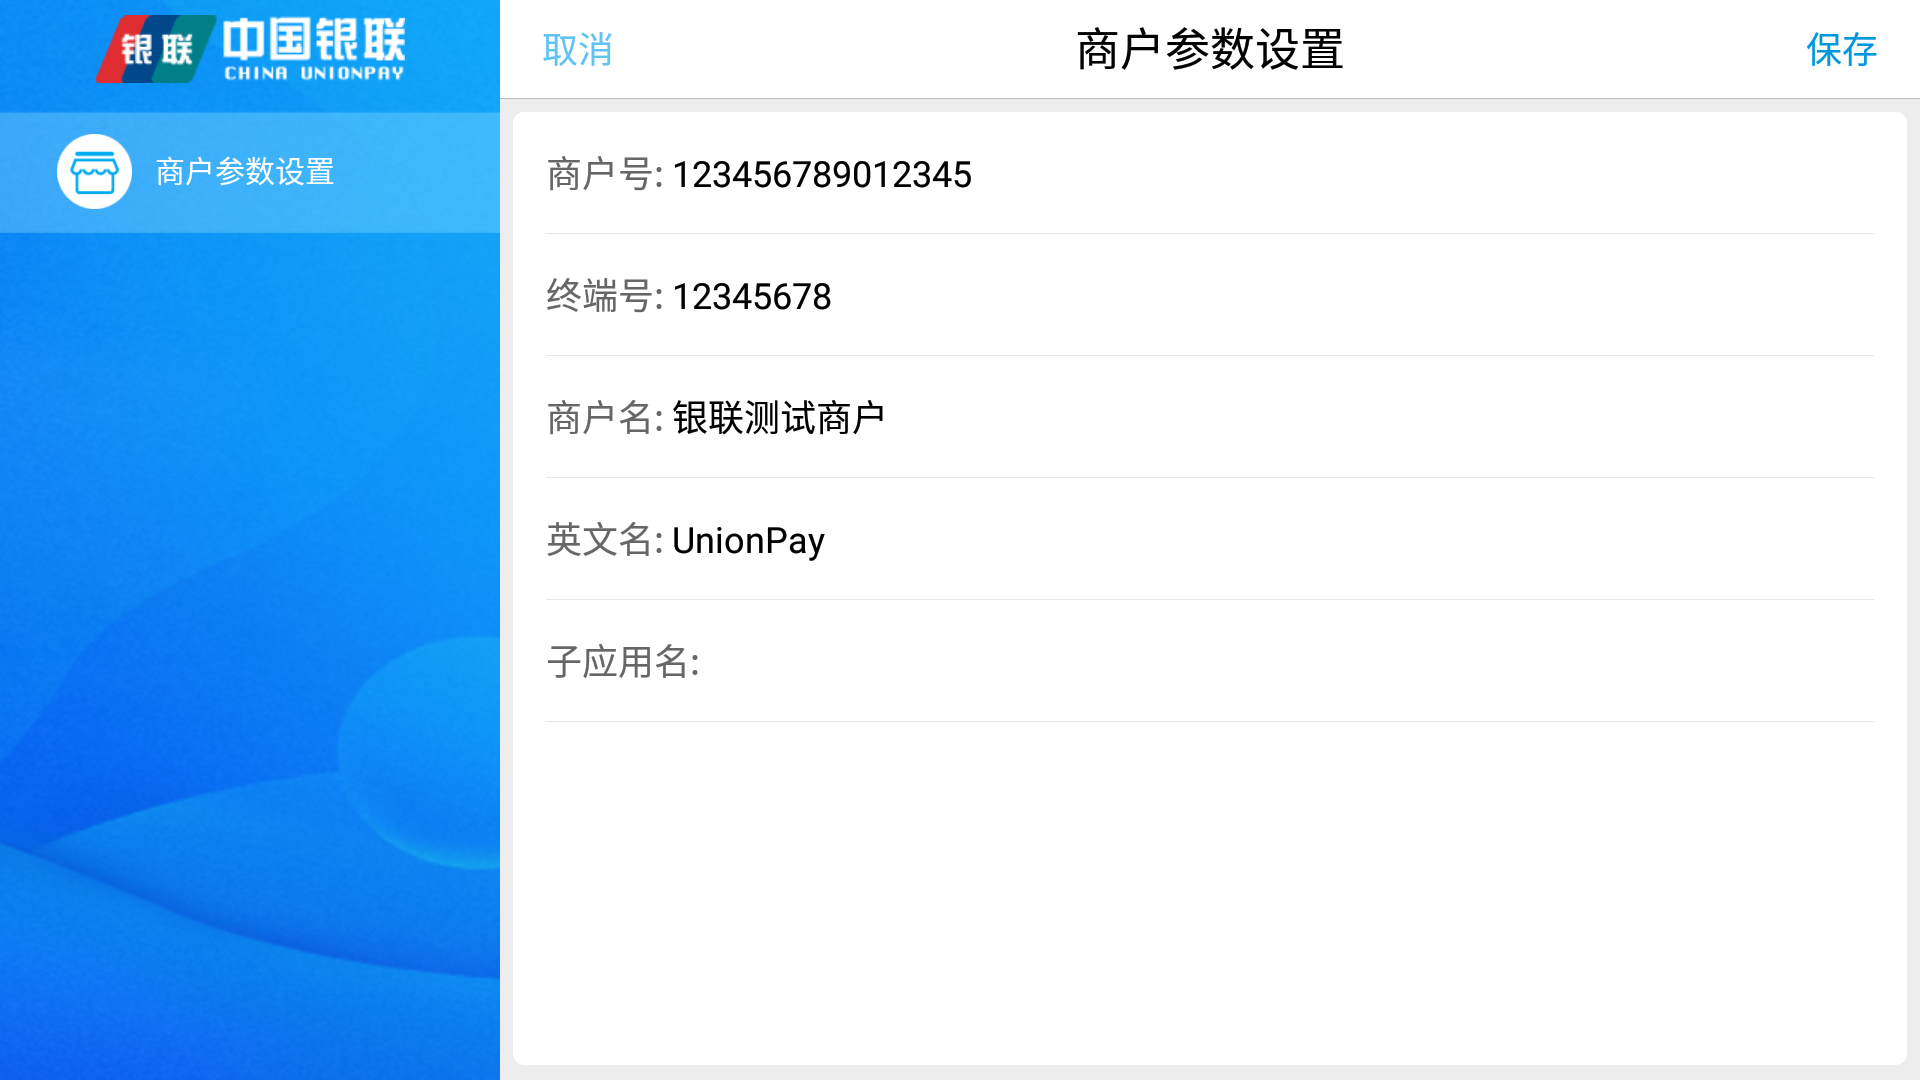 银联 中国银联
CHINA UNIONPAY
商户参数设置
取消 商户参数设置 保存
商户号: 123456789012345
终端号: 12345678
商户名: 银联测试商户
英文名: UnionPay
子应用名: